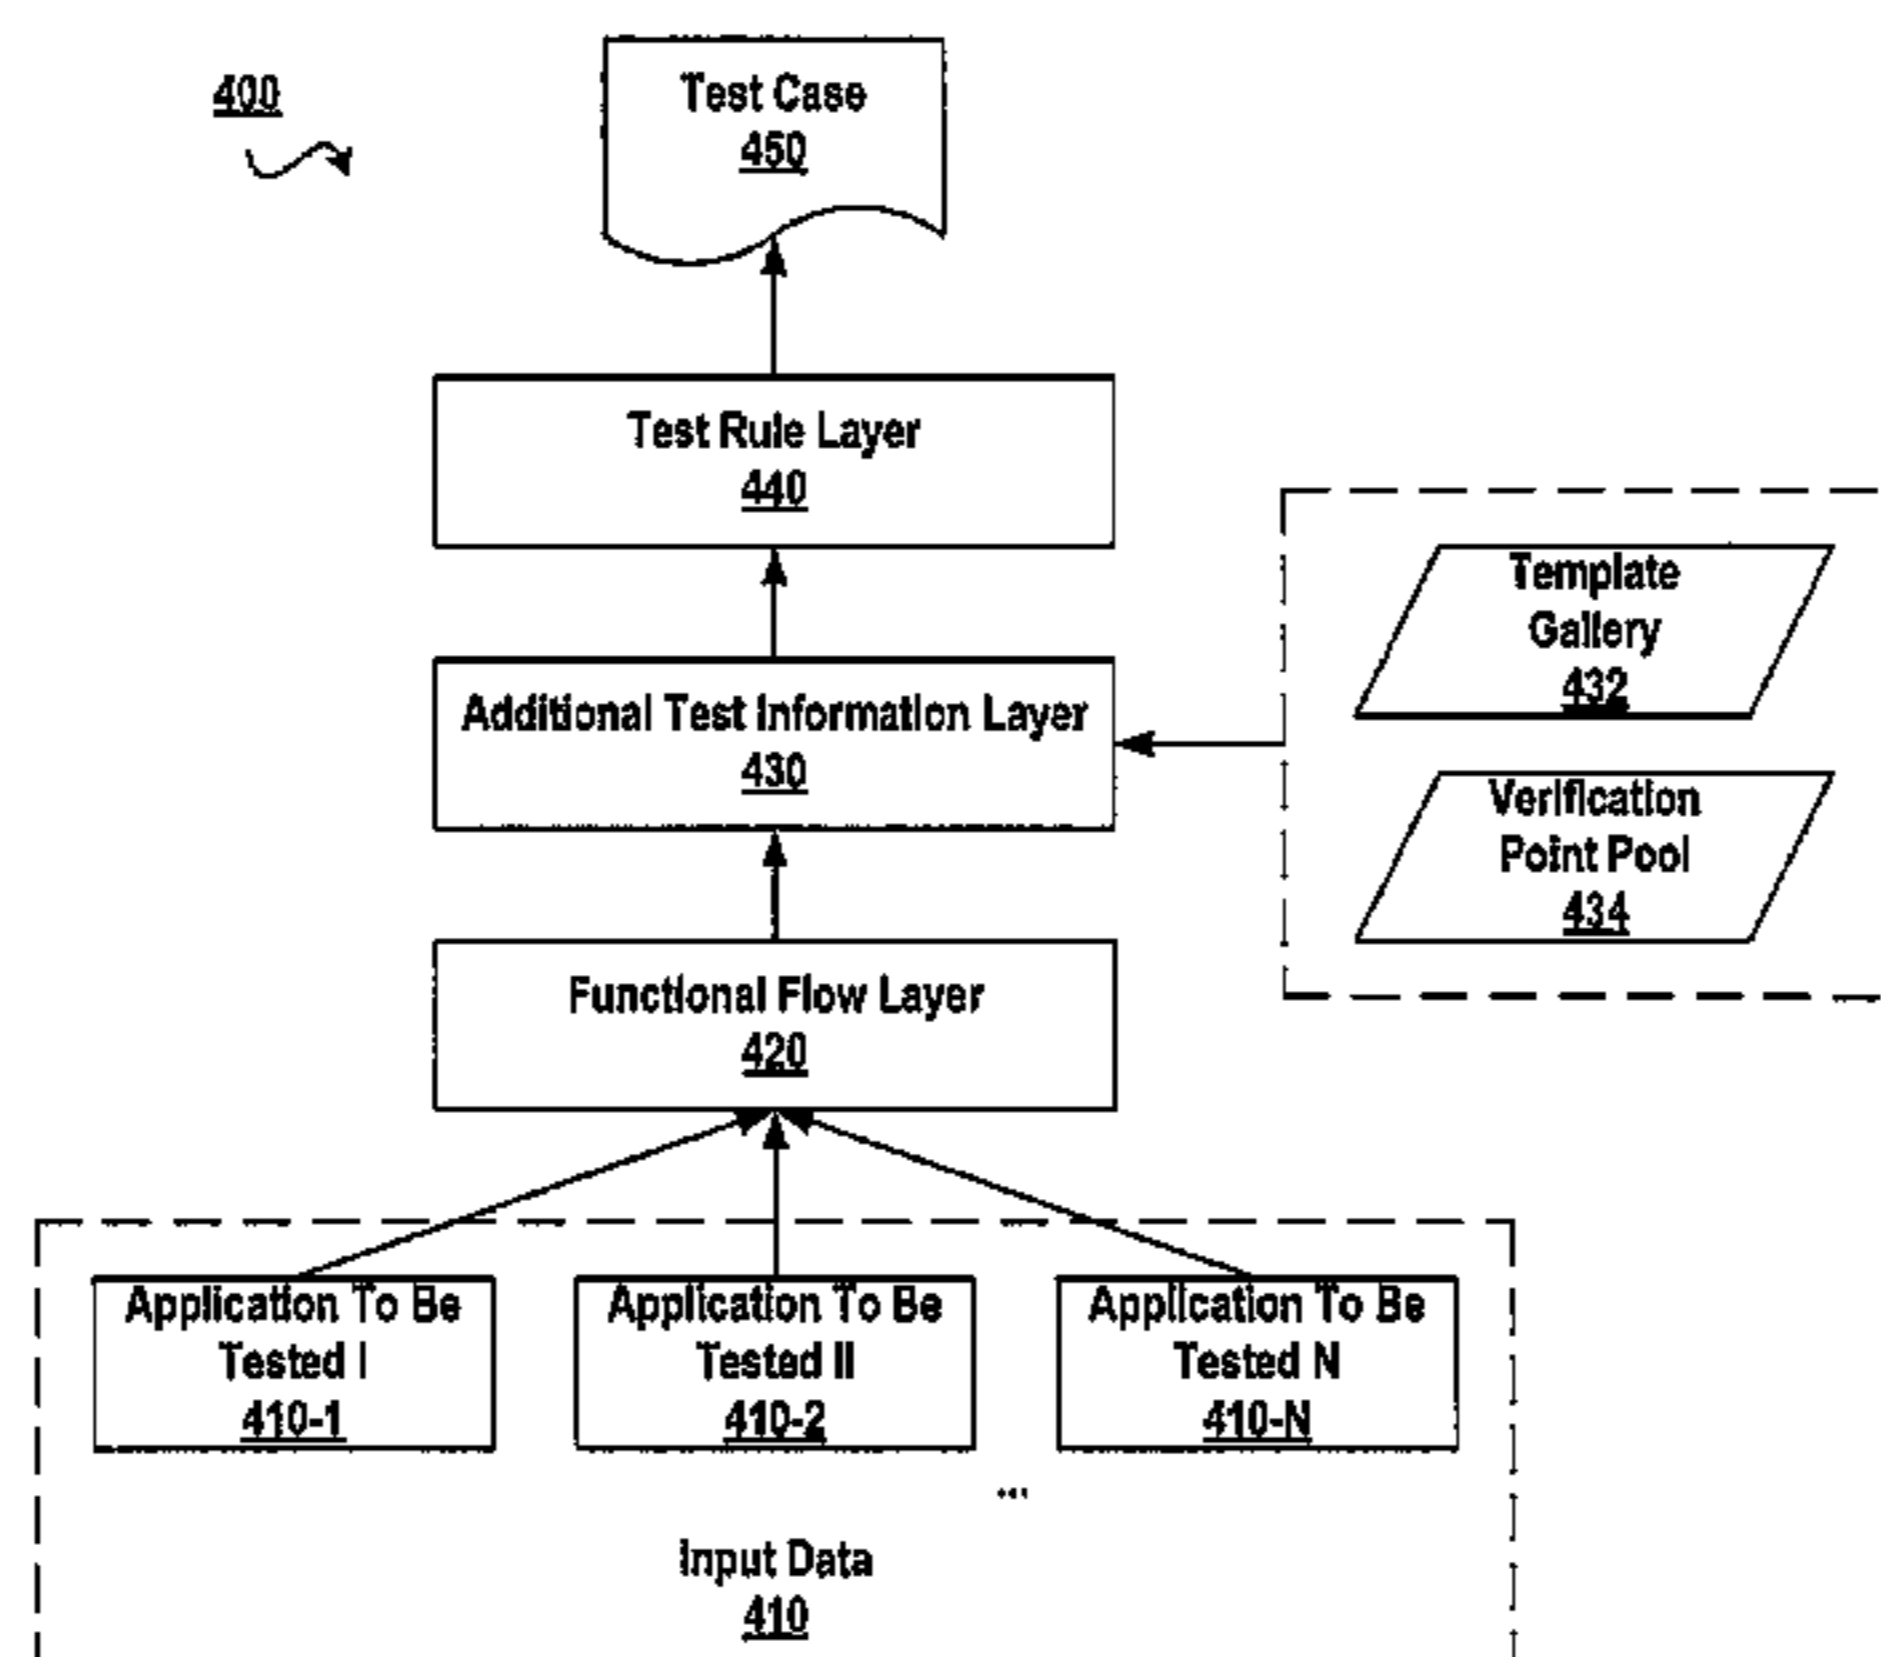 400
Test Case
450
Test Rule Layer
440
Template
Gallery
432
Additional Test Information Layer
430
Verification
Point Pool
434
Functional Flow Layer
420
Application To Be
Tested I
410-1
Application To Be
Tested II
410-2
Application To Be
Tested N
410-N
...
Input Data
410